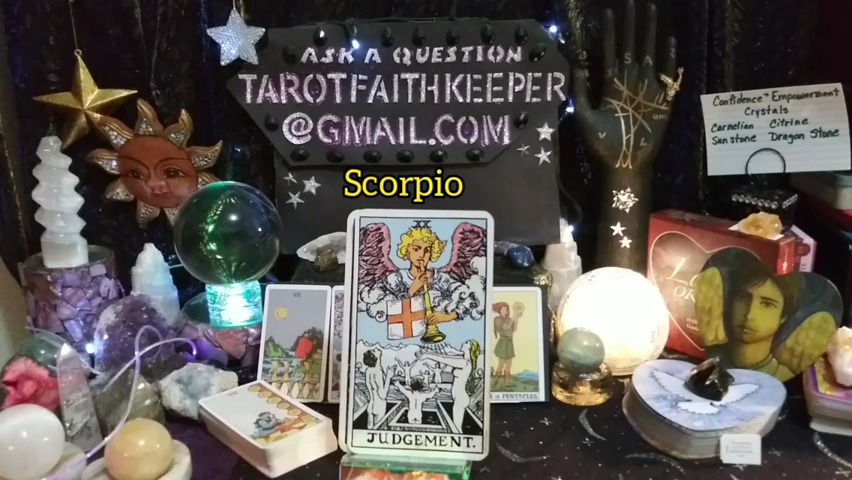 ASK A QUESTION
TAROTFAITHKEEPER
@GMAIL.COM
Scorpio
Confidence + Empowerment
Crystals
Carnelian Citrine
Sunstone Dragon Stone
XX
JUDGEMENT.
PENTACLES